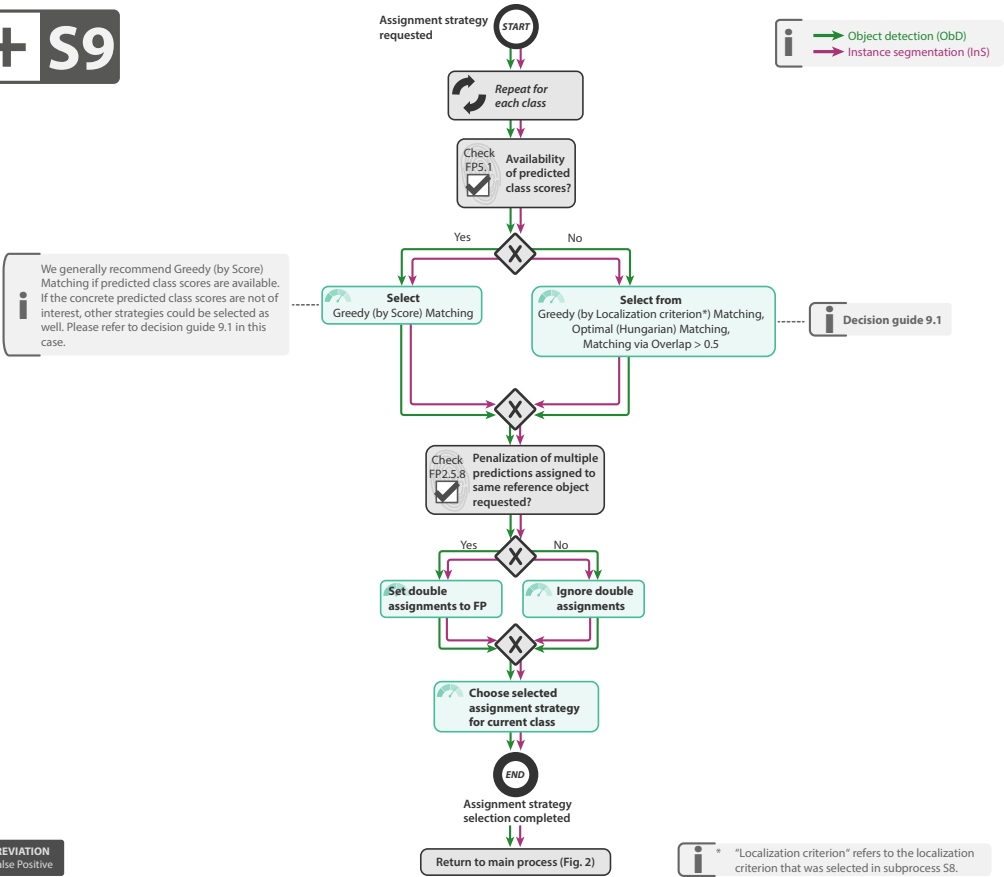 + S9
Assignment strategy
requested
START
Object detection (ObD)
Instance segmentation (InS)
Repeat for
each class
Check
FP5.1
Availability
of predicted
class scores?
Yes
No
X
We generally recommend Greedy (by Score)
Matching if predicted class scores are available.
If the concrete predicted class scores are not of
interest, other strategies could be selected as
well. Please refer to decision guide 9.1 in this
case.
Select
Greedy (by Score) Matching
Select from
Greedy (by Localization criterion*) Matching,
Optimal (Hungarian) Matching,
Matching via Overlap > 0.5
Decision guide 9.1
X
Check
FP2.5.8
Penalization of multiple
predictions assigned to
same reference object
requested?
Yes
No
X
Set double
assignments to FP
Ignore double
assignments
X
Choose selected
assignment strategy
for current class
END
Assignment strategy
selection completed
Return to main process (Fig. 2)
REVIATION
alse Positive
* "Localization criterion" refers to the localization
criterion that was selected in subprocess S8.